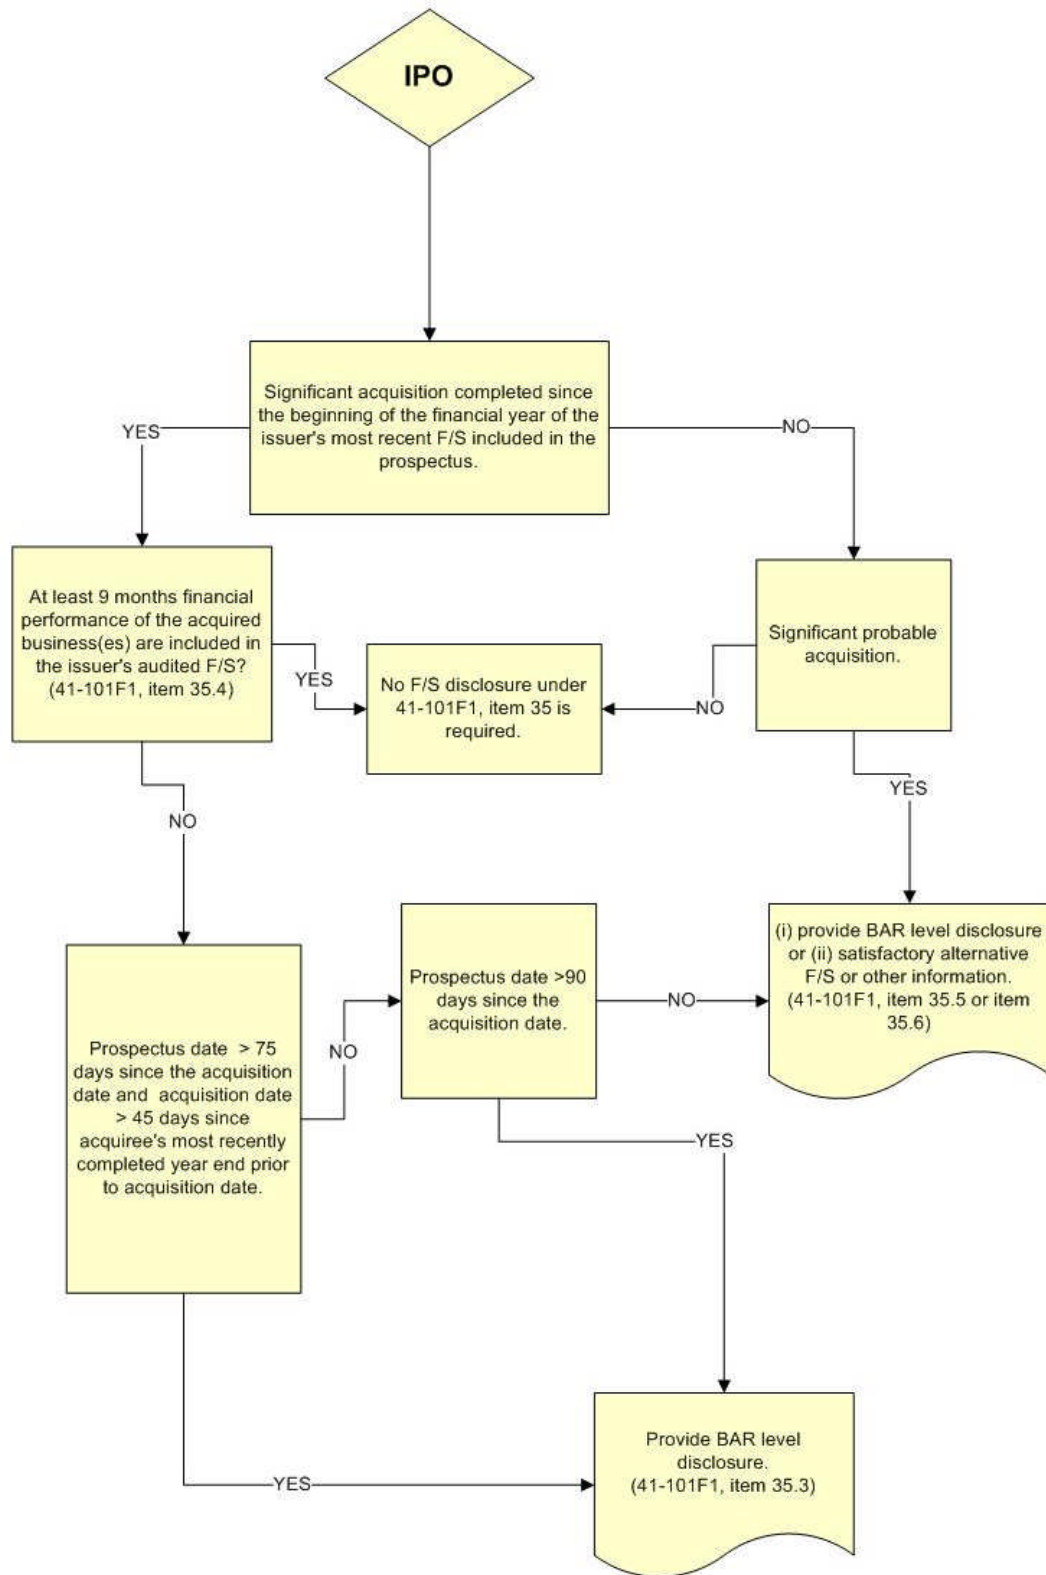 IPO
Significant acquisition completed since
the beginning of the financial year of the
issuer's most recent F/S included in the
prospectus.
YES
NO
At least 9 months financial
performance of the acquired
business(es) are included in
the issuer's audited F/S?
(41-101F1, item 35.4)
YES
No F/S disclosure under
41-101F1, item 35 is
required.
NO
Significant probable
acquisition.
YES
NO
Prospectus date > 75
days since the acquisition
date and acquisition date
> 45 days since
acquiree's most recently
completed year end prior
to acquisition date.
NO
Prospectus date >90
days since the
acquisition date.
NO
(i) provide BAR level disclosure
or (ii) satisfactory alternative
F/S or other information.
(41-101F1, item 35.5 or item
35.6)
YES
YES
Provide BAR level
disclosure.
(41-101F1, item 35.3)